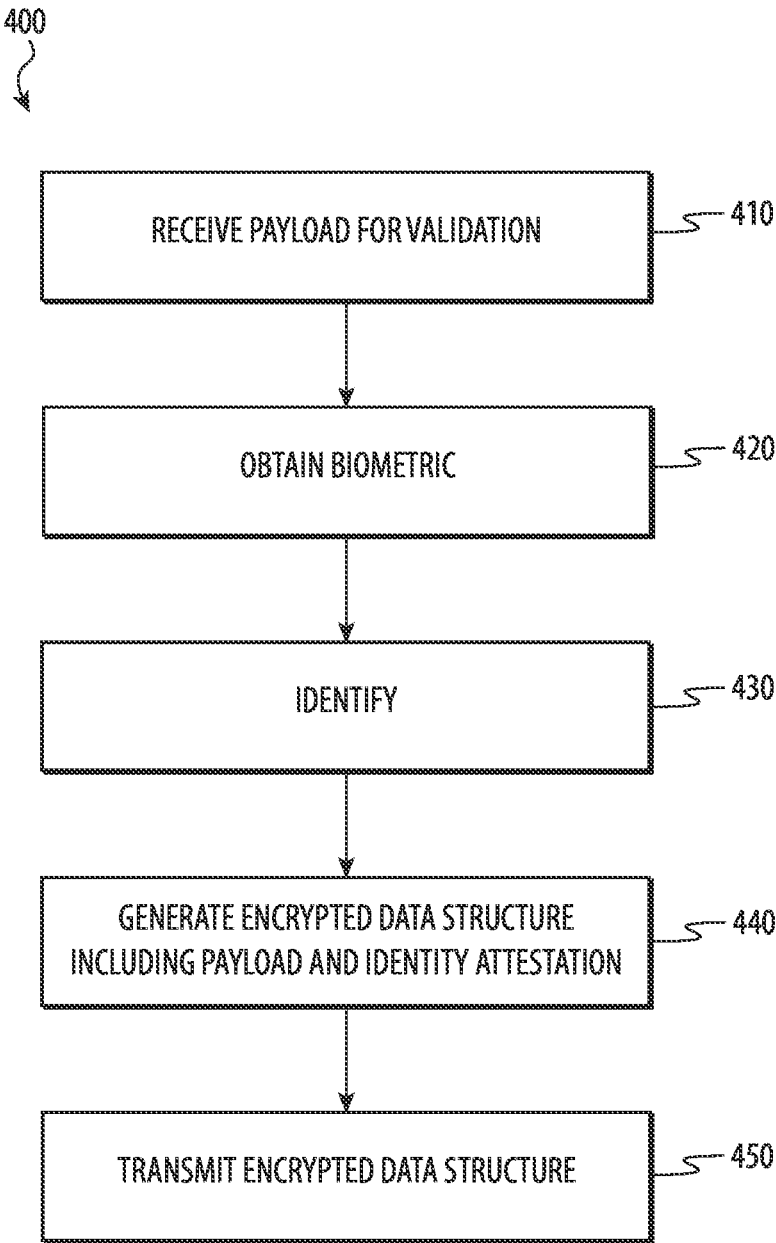 400
RECEIVE PAYLOAD FOR VALIDATION
410
OBTAIN BIOMETRIC
420
IDENTIFY
430
GENERATE ENCRYPTED DATA STRUCTURE
INCLUDING PAYLOAD AND IDENTITY ATTESTATION
440
TRANSMIT ENCRYPTED DATA STRUCTURE
450